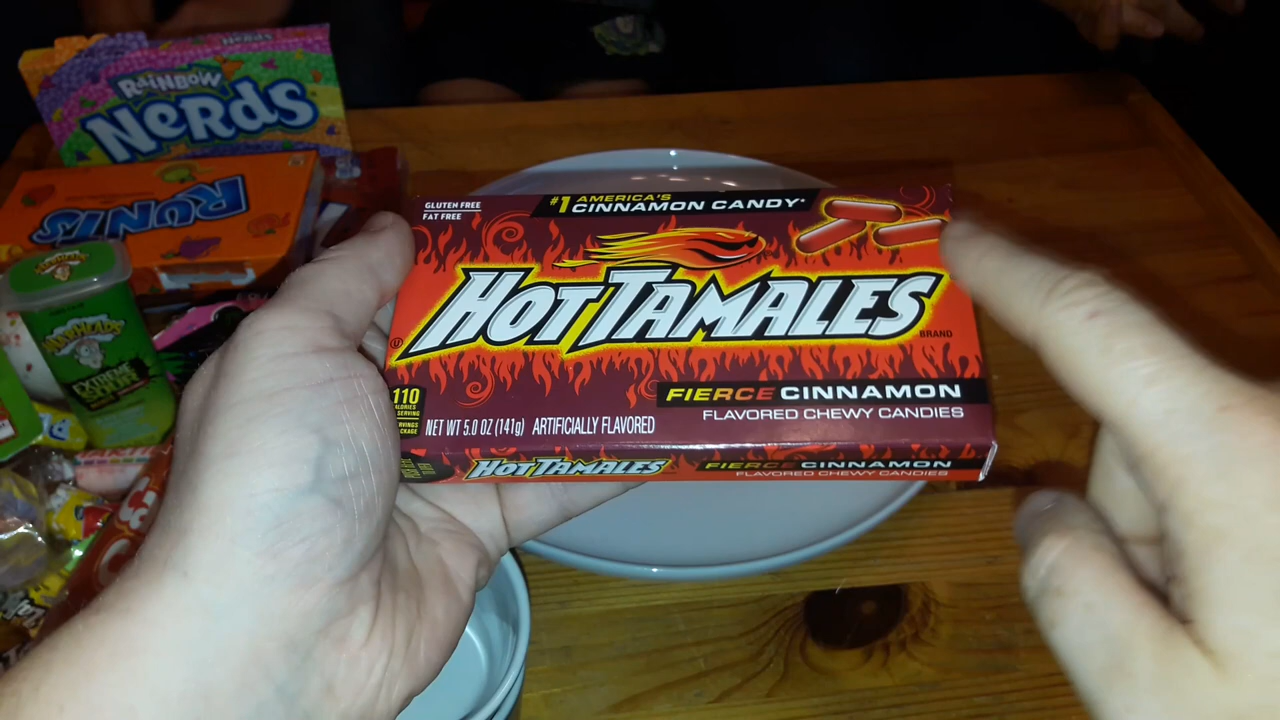 NERDS
RAINBOW
NERDS
RUNTS
WARHEADS
EXTREME
SOUR
GLUTEN FREE
FAT FREE
#1 AMERICA'S
CINNAMON CANDY*
HOT TAMALES
BRAND
110
CALORIES
FIERCE CINNAMON
FLAVORED CHEWY CANDIES
NET WT 5.0 OZ (141g) ARTIFICIALLY FLAVORED
HOT TAMALES
FIERCE CINNAMON
FLAVORED CHEWY CANDIES